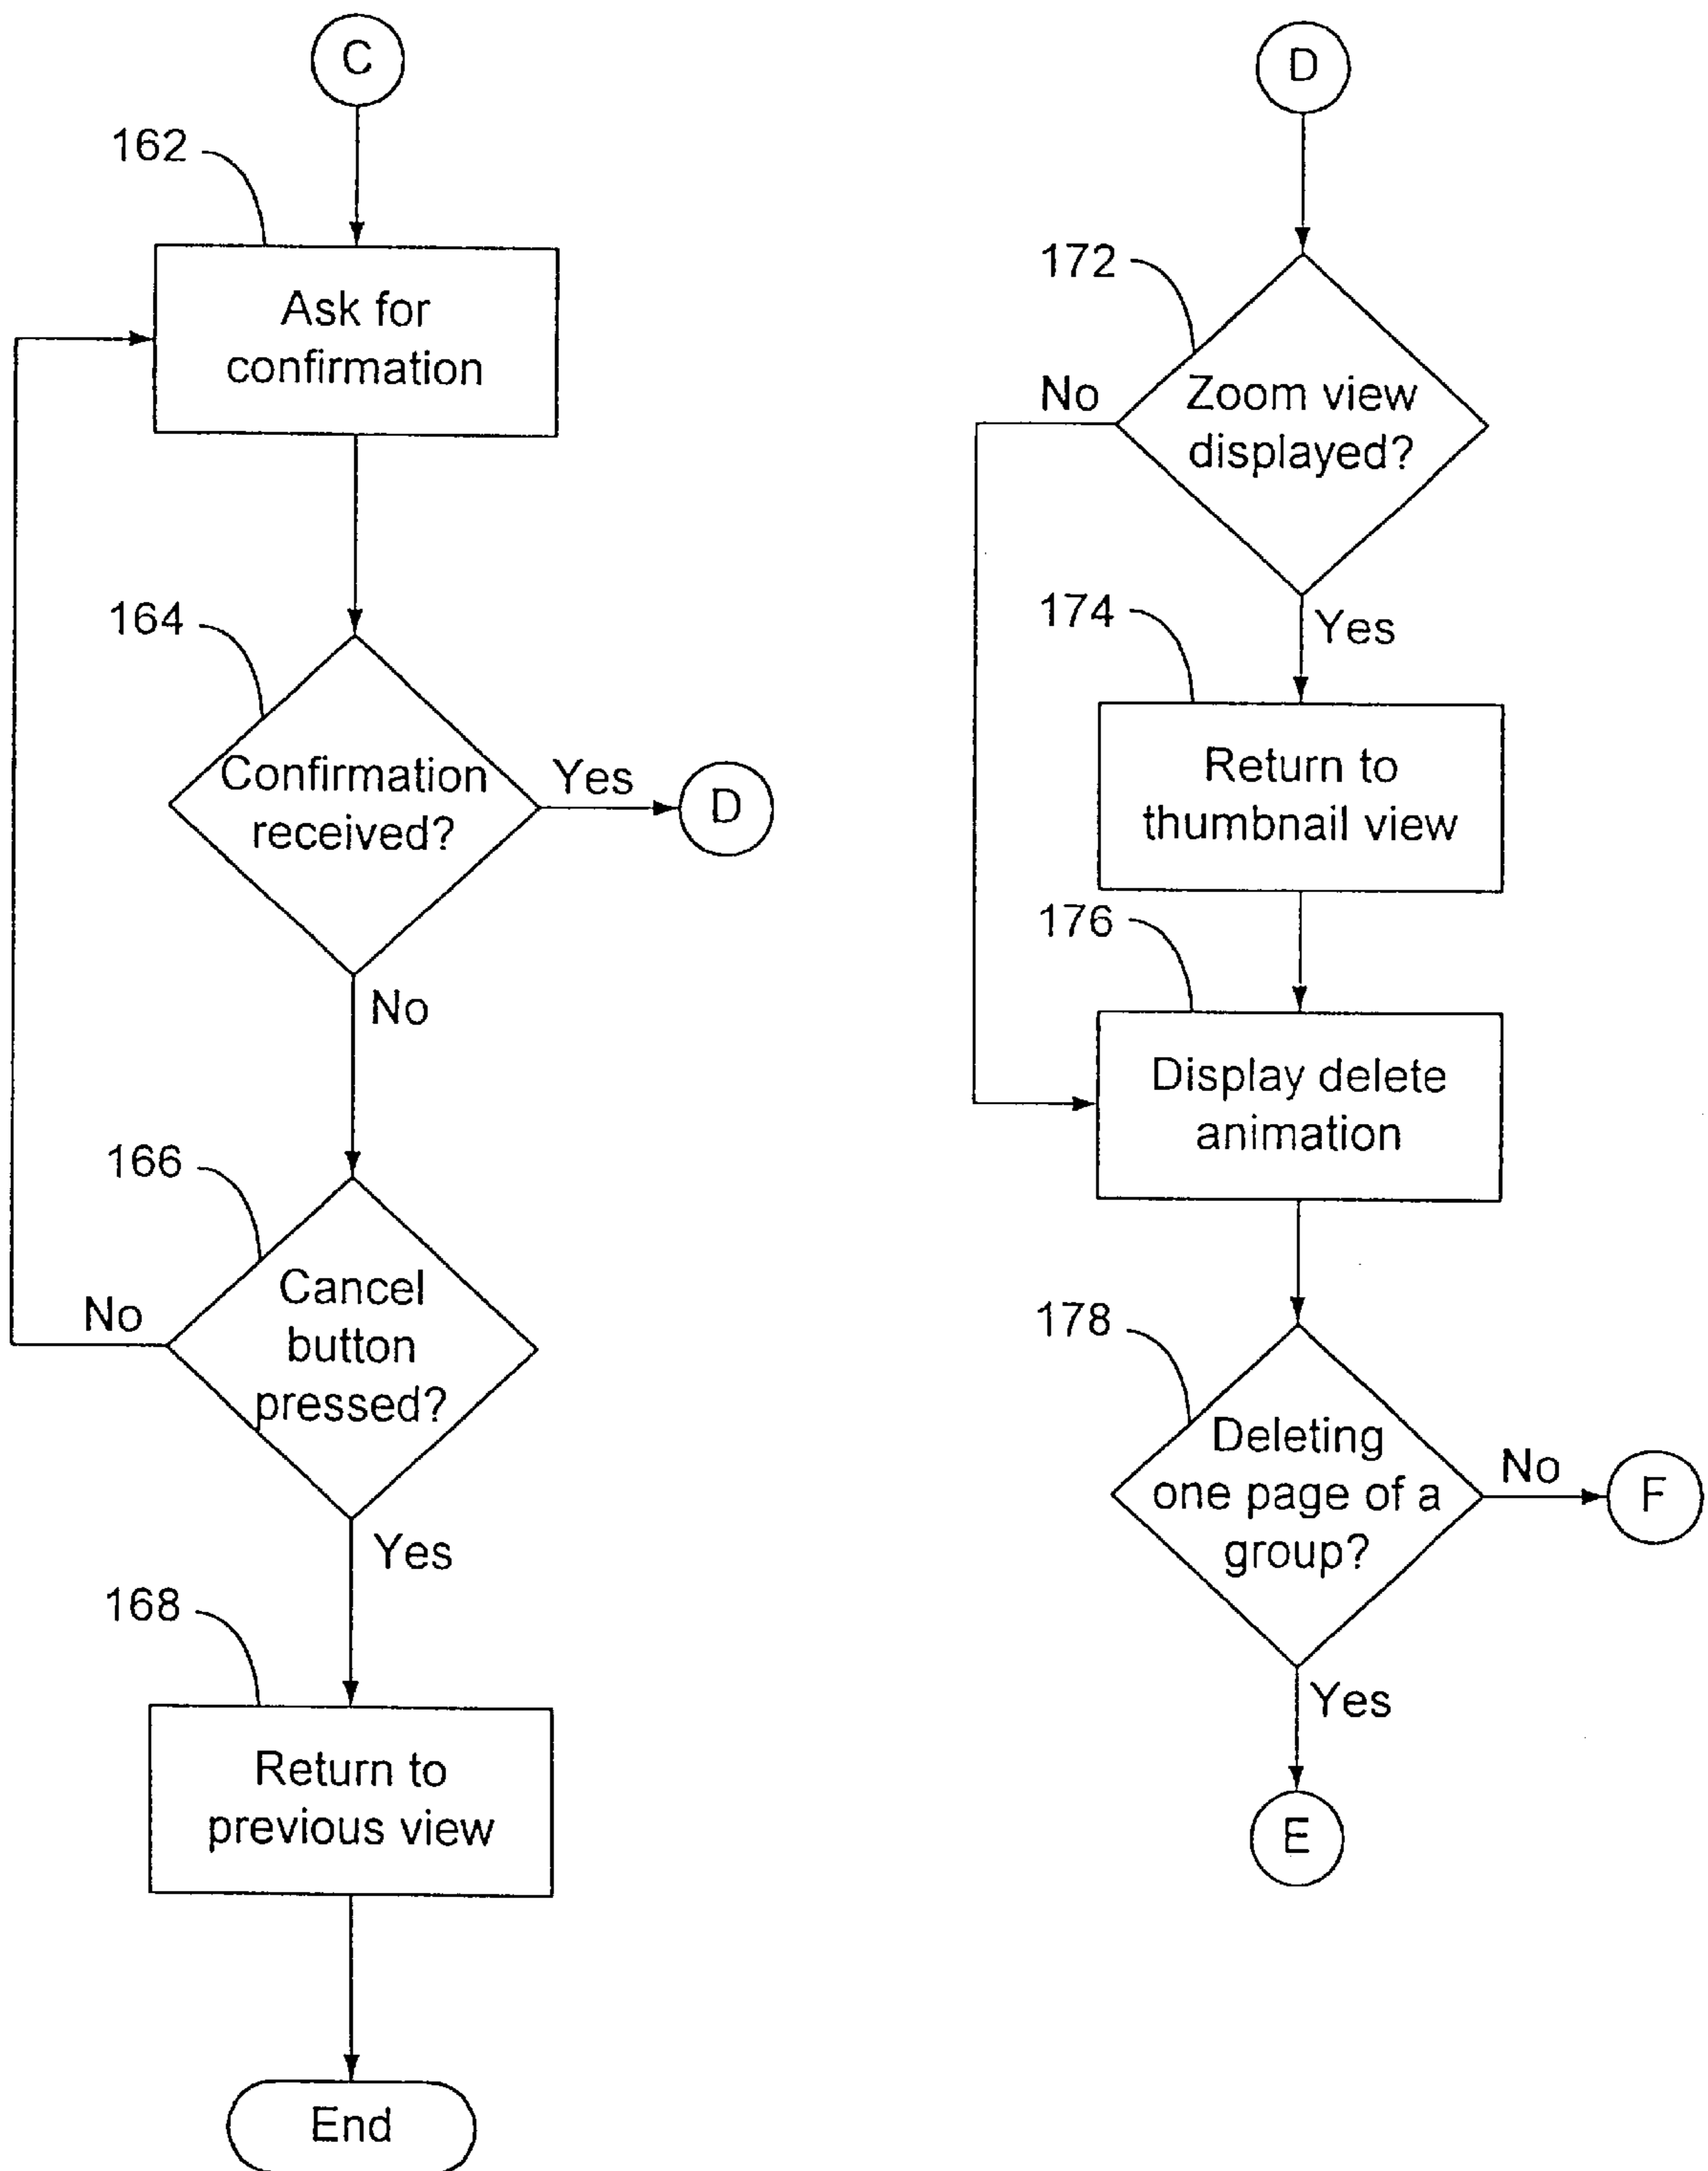 C
162
Ask for
confirmation
164
Confirmation
received?
Yes
D
No
166
Cancel
button
pressed?
No
Yes
168
Return to
previous view
End
D
172
Zoom view
displayed?
No
Yes
174
Return to
thumbnail view
176
Display delete
animation
178
Deleting
one page of a
group?
No
F
Yes
E